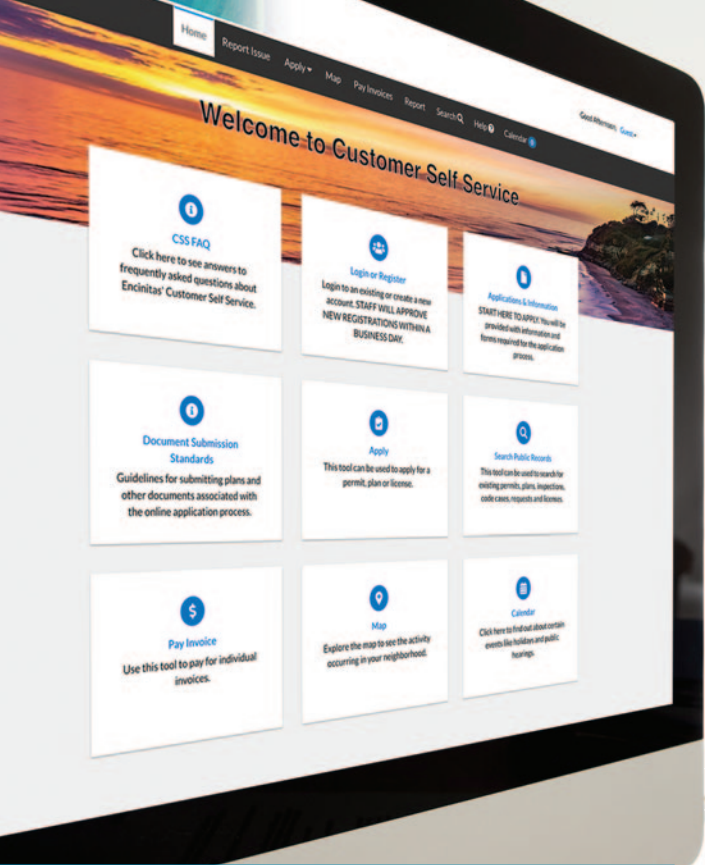 Home Report Issue Apply Map Pay Invoices Report Search Help Calendar
Good Afternoon, Guest
Welcome to Customer Self Service
CSS FAQ
Click here to see answers to
frequently asked questions about
Encinitas' Customer Self Service.
Login or Register
Login to an existing or create a new
account. STAFF WILL APPROVE
NEW REGISTRATIONS WITHIN A
BUSINESS DAY.
Applications & Information
START HERE TO APPLY. You will be
provided with information and
forms required for the application
process.
Document Submission
Standards
Guidelines for submitting plans and
other documents associated with
the online application process.
Apply
This tool can be used to apply for a
permit, plan or license.
Search Public Records
This tool can be used to search for
existing permits, plans, inspections,
code cases, requests and licenses.
$
Pay Invoice
Use this tool to pay for individual
invoices.
Map
Explore the map to see the activity
occurring in your neighborhood.
Calendar
Click here to find out about certain
events like holidays and public
hearings.